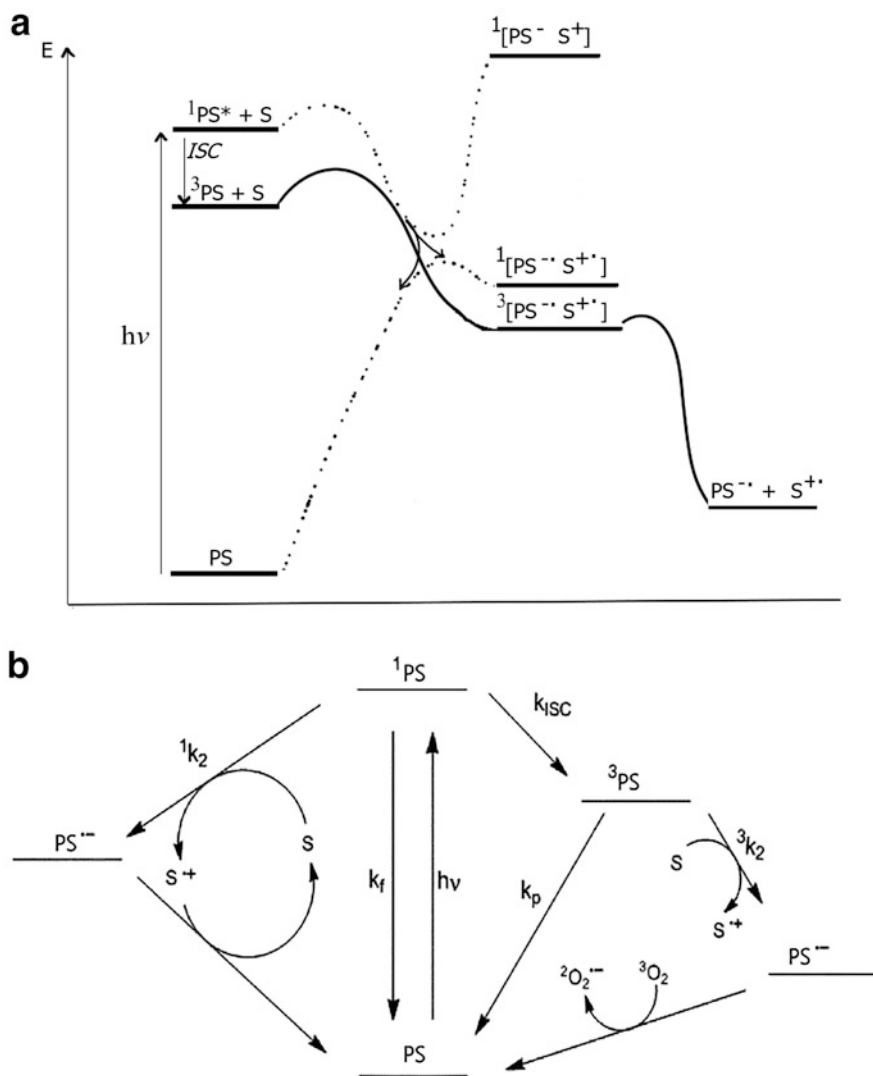 a
E
¹[PS⁻ S⁺]
¹PS* + S
ISC
³PS + S
¹[PS⁻· S⁺·]
³[PS⁻· S⁺·]
hν
PS⁻· + S⁺·
PS
b
¹PS
k_ISC
¹k₂
³PS
PS·⁻
S
S·⁺
k_f
hν
k_p
S
³k₂
S·⁺
²O₂·⁻
³O₂
PS·⁻
PS